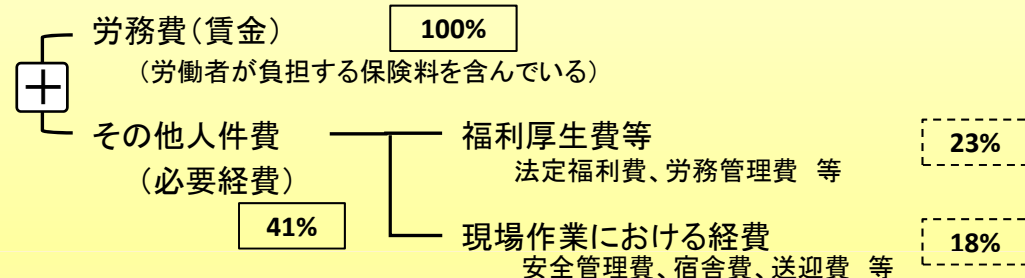 労務費(賃金) 100%
(労働者が負担する保険料を含んでいる)
+
その他人件費 福利厚生費等 23%
(必要経費) 法定福利費、労務管理費 等
41% 現場作業における経費 18%
安全管理費、宿舎費、送迎費 等